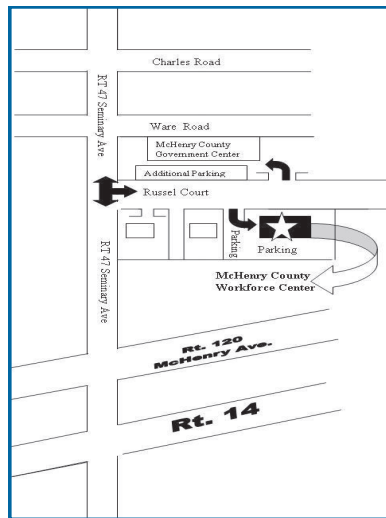 Charles Road
RT 47 Seminary Ave
Ware Road
McHenry County
Government Center
Additional Parking
Russel Court
Parking
Parking
RT 47 Seminary Ave
McHenry County
Workforce Center
Rt. 120
McHenry Ave.
Rt. 14